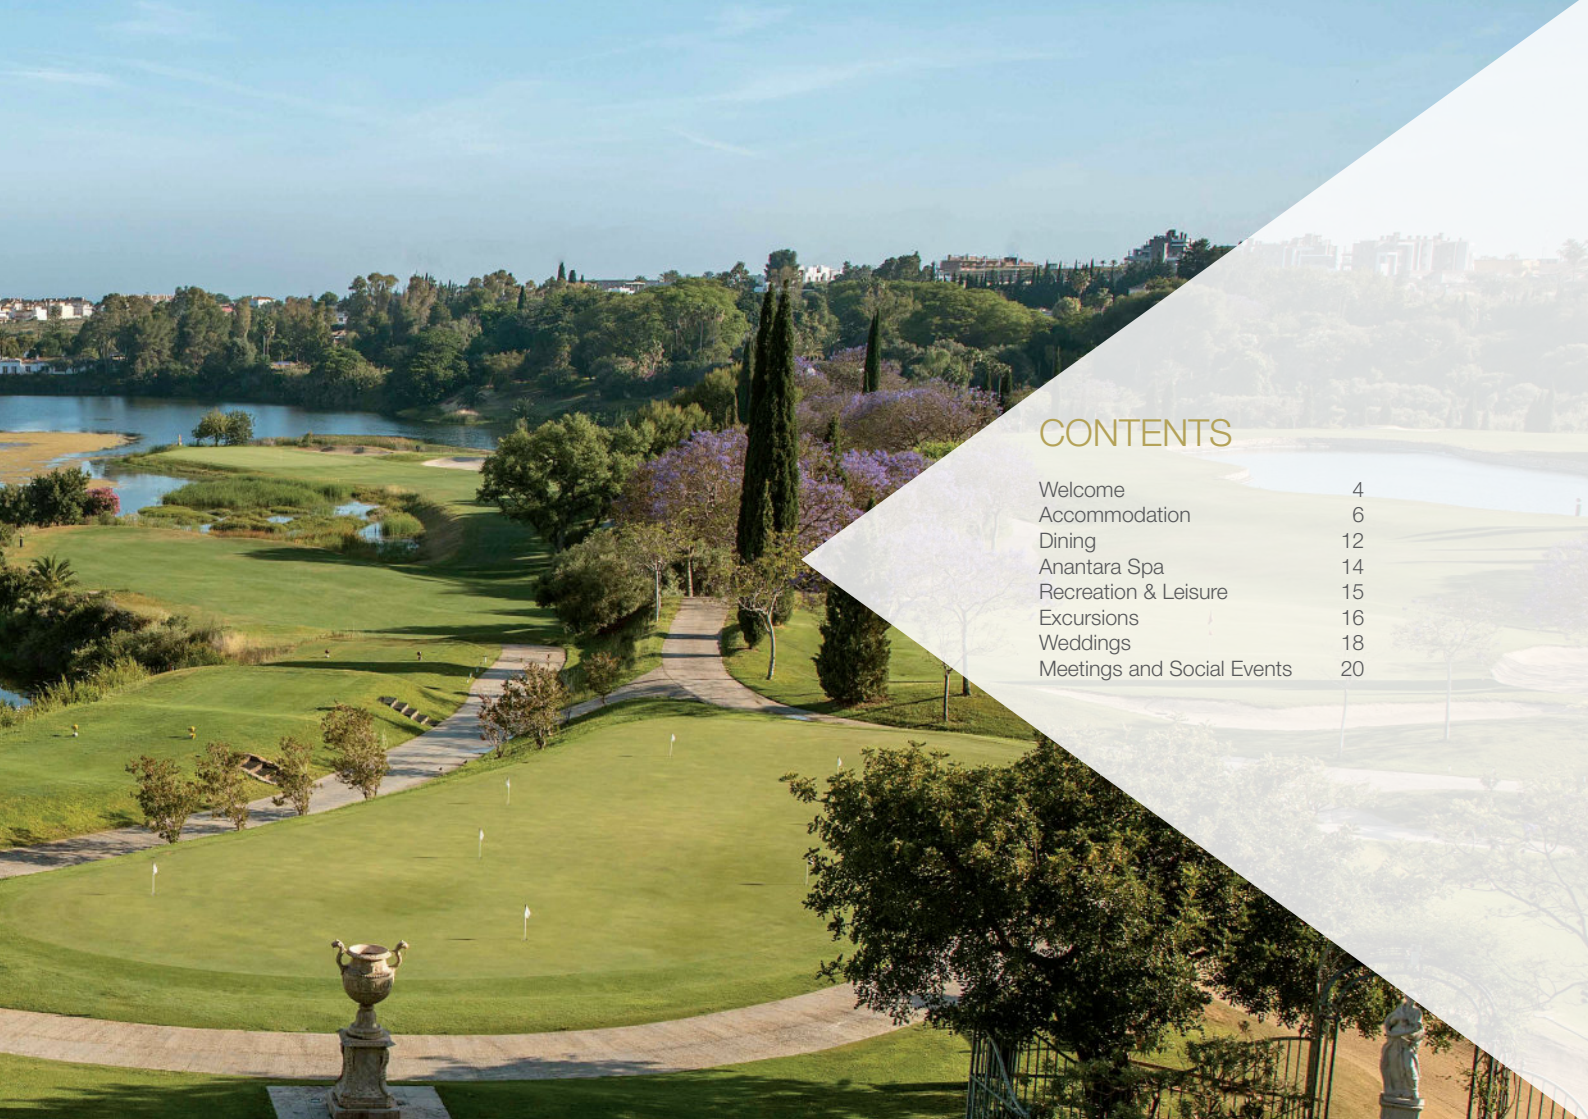 CONTENTS
Welcome 4
Accommodation 6
Dining 12
Anantara Spa 14
Recreation & Leisure 15
Excursions 16
Weddings 18
Meetings and Social Events 20